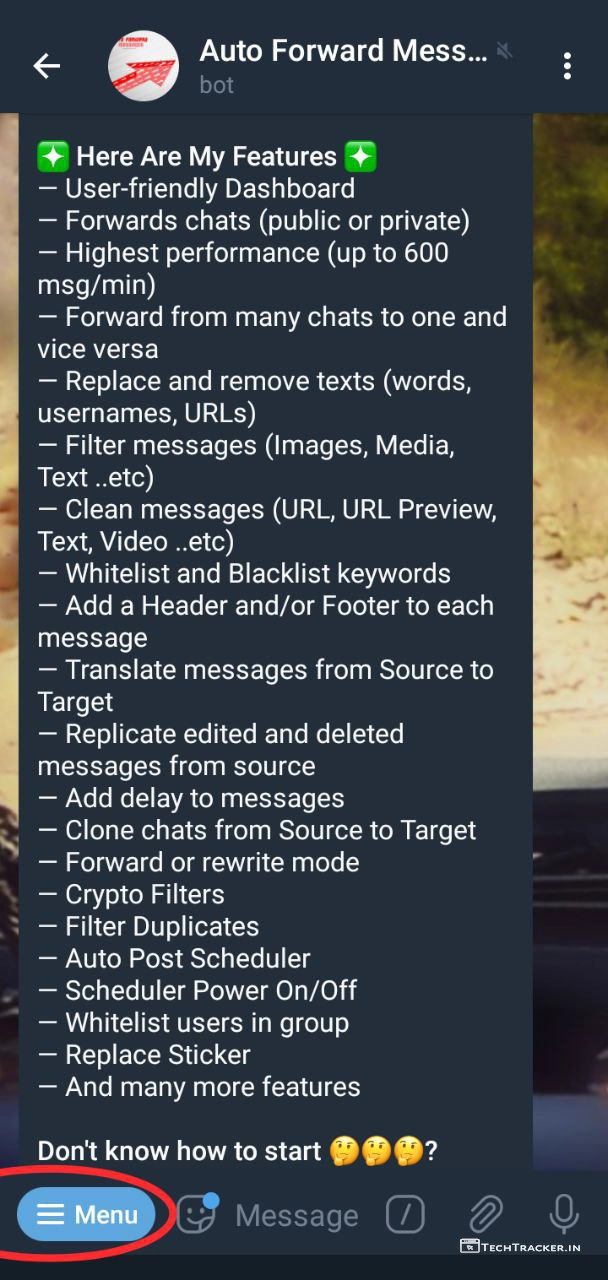 Auto Forward Mess...
bot
Here Are My Features
— User-friendly Dashboard
— Forwards chats (public or private)
— Highest performance (up to 600
msg/min)
— Forward from many chats to one and
vice versa
— Replace and remove texts (words,
usernames, URLs)
— Filter messages (Images, Media,
Text ..etc)
— Clean messages (URL, URL Preview,
Text, Video ..etc)
— Whitelist and Blacklist keywords
— Add a Header and/or Footer to each
message
— Translate messages from Source to
Target
— Replicate edited and deleted
messages from source
— Add delay to messages
— Clone chats from Source to Target
— Forward or rewrite mode
— Crypto Filters
— Filter Duplicates
— Auto Post Scheduler
— Scheduler Power On/Off
— Whitelist users in group
— Replace Sticker
— And many more features
Don't know how to start 🤔🤔🤔?
Menu
Message
/
TechTracker.in